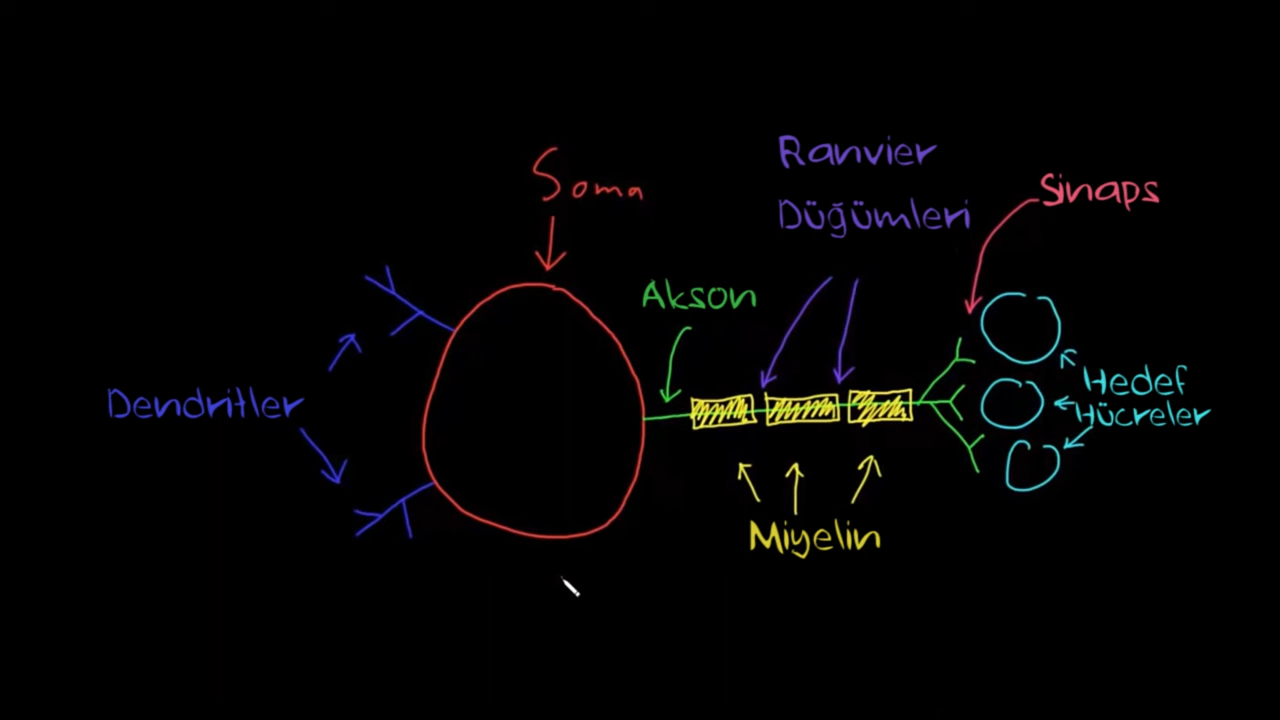 Ranvier
Düğümleri
Soma
Sinaps
Akson
Dendritler
Hedef
Hücreler
Miyelin